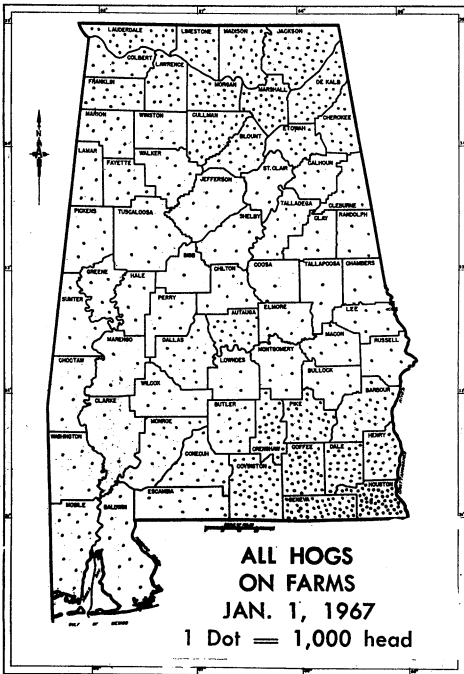 LAUDERDALE LIMESTONE MADISON JACKSON
COLBERT
LAWRENCE
FRANKLIN MORGAN MARSHALL DE KALB
MARION WINSTON CULLMAN CHEROKEE
BLOUNT ETOWAH
LAMAR WALKER
FAYETTE ST. CLAIR CALHOUN
JEFFERSON
CLEBURNE
PICKENS TUSCALOOSA SHELBY TALLADEGA CLAY RANDOLPH
BIBB
CHILTON COOSA TALLAPOOSA CHAMBERS
GREENE HALE
SUMTER PERRY
AUTAUGA ELMORE LEE
MARENGO DALLAS MACON
LOWNDES MONTGOMERY RUSSELL
CHOCTAW BULLOCK
WILCOX BARBOUR
CLARKE BUTLER PIKE
MONROE
WASHINGTON CRENSHAW COFFEE DALE HENRY
CONECUH COVINGTON
HOUSTON
ESCAMBIA GENEVA
MOBILE BALDWIN
GULF OF MEXICO
ALL HOGS
ON FARMS
JAN. 1, 1967
1 Dot = 1,000 head